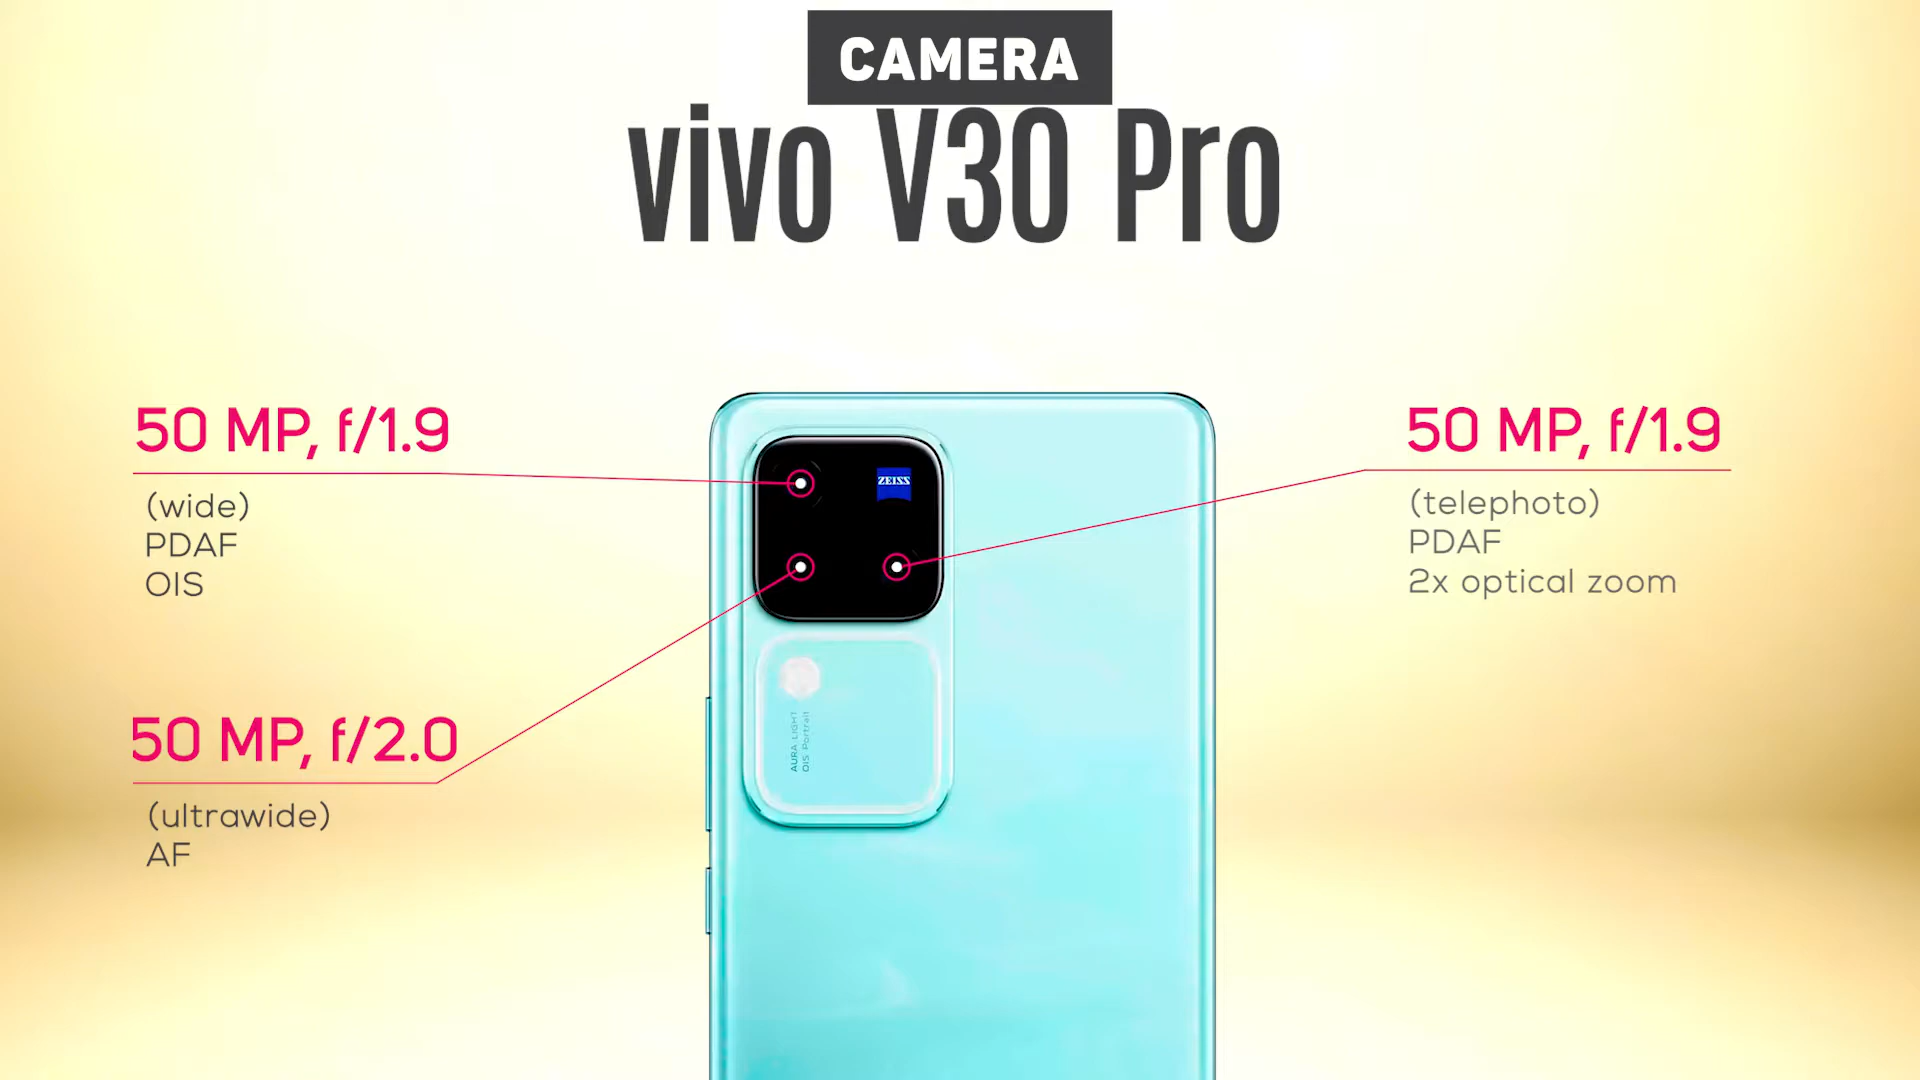 CAMERA
vivo V30 Pro
50 MP, f/1.9
(wide)
PDAF
OIS
50 MP, f/2.0
(ultrawide)
AF
50 MP, f/1.9
(telephoto)
PDAF
2x optical zoom
ZEISS
AURA LIGHT
OIS Portrait